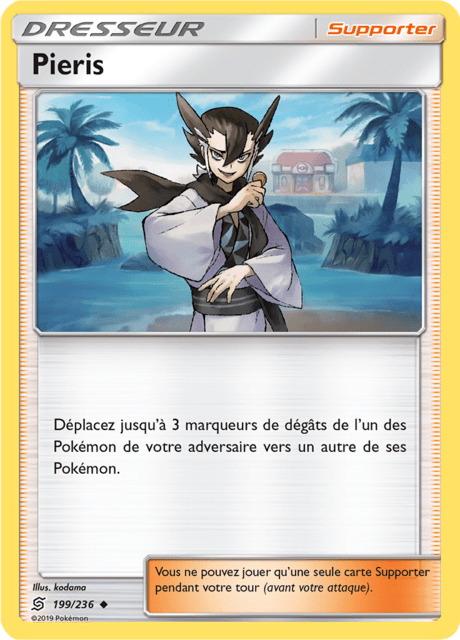 DRESSEUR
Supporter
Pieris
Déplacez jusqu'à 3 marqueurs de dégâts de l'un des
Pokémon de votre adversaire vers un autre de ses
Pokémon.
Vous ne pouvez jouer qu'une seule carte Supporter
pendant votre tour (avant votre attaque).
Illus. kodama
199/236
©2019 Pokémon